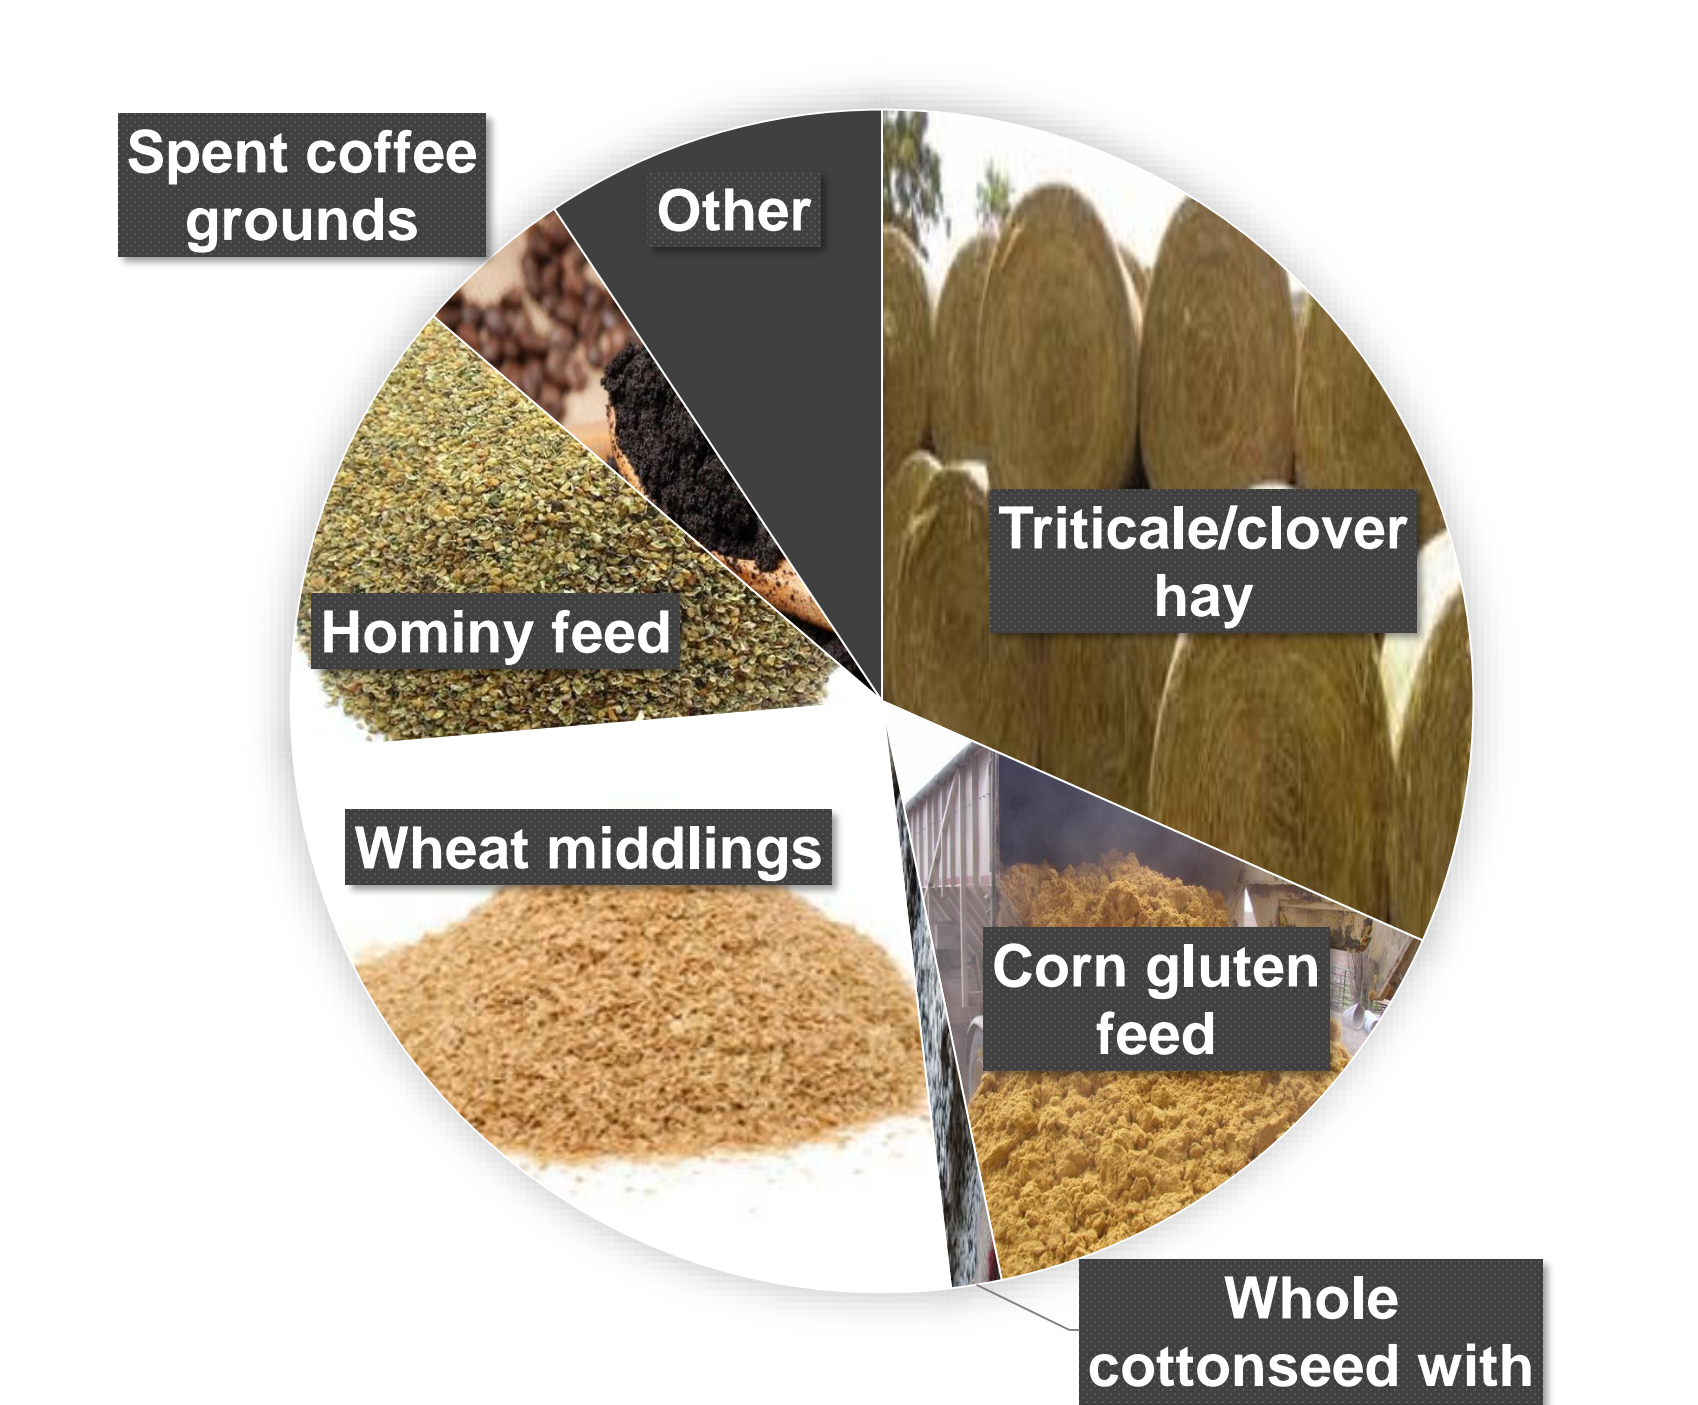 Spent coffee
grounds
Other
Triticale/clover
hay
Hominy feed
Wheat middlings
Corn gluten
feed
Whole
cottonseed with